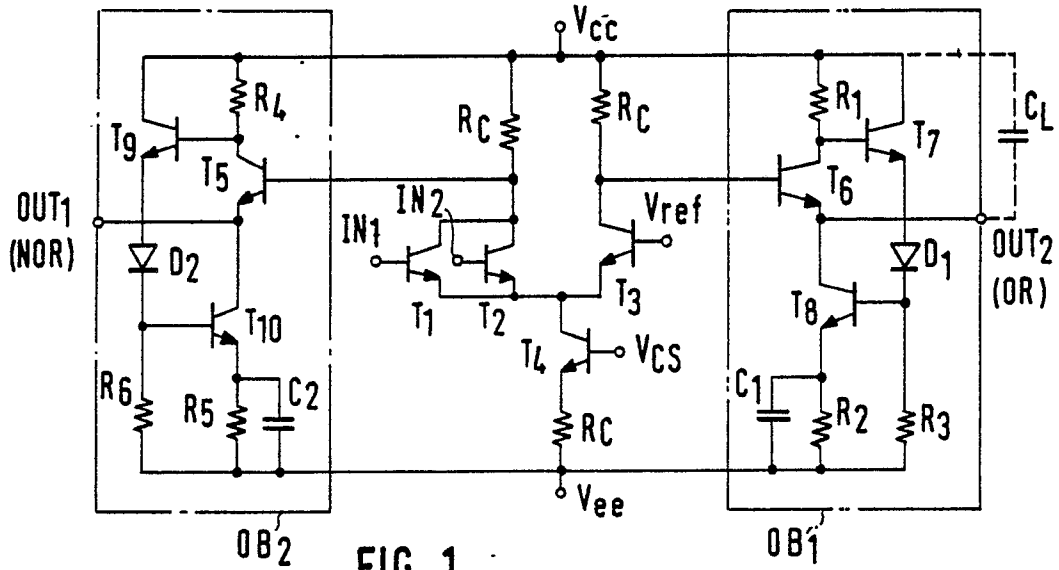 Vcc
R4
RC
RC
R1
CL
T9
T7
T5
T6
OUT1
(NOR)
IN1
IN2
Vref
OUT2
(OR)
D2
D1
T1
T2
T3
T8
T10
T4
VCS
R6
R5
C2
RC
C1
R2
R3
Vee
OB2
OB1
FIG. 1